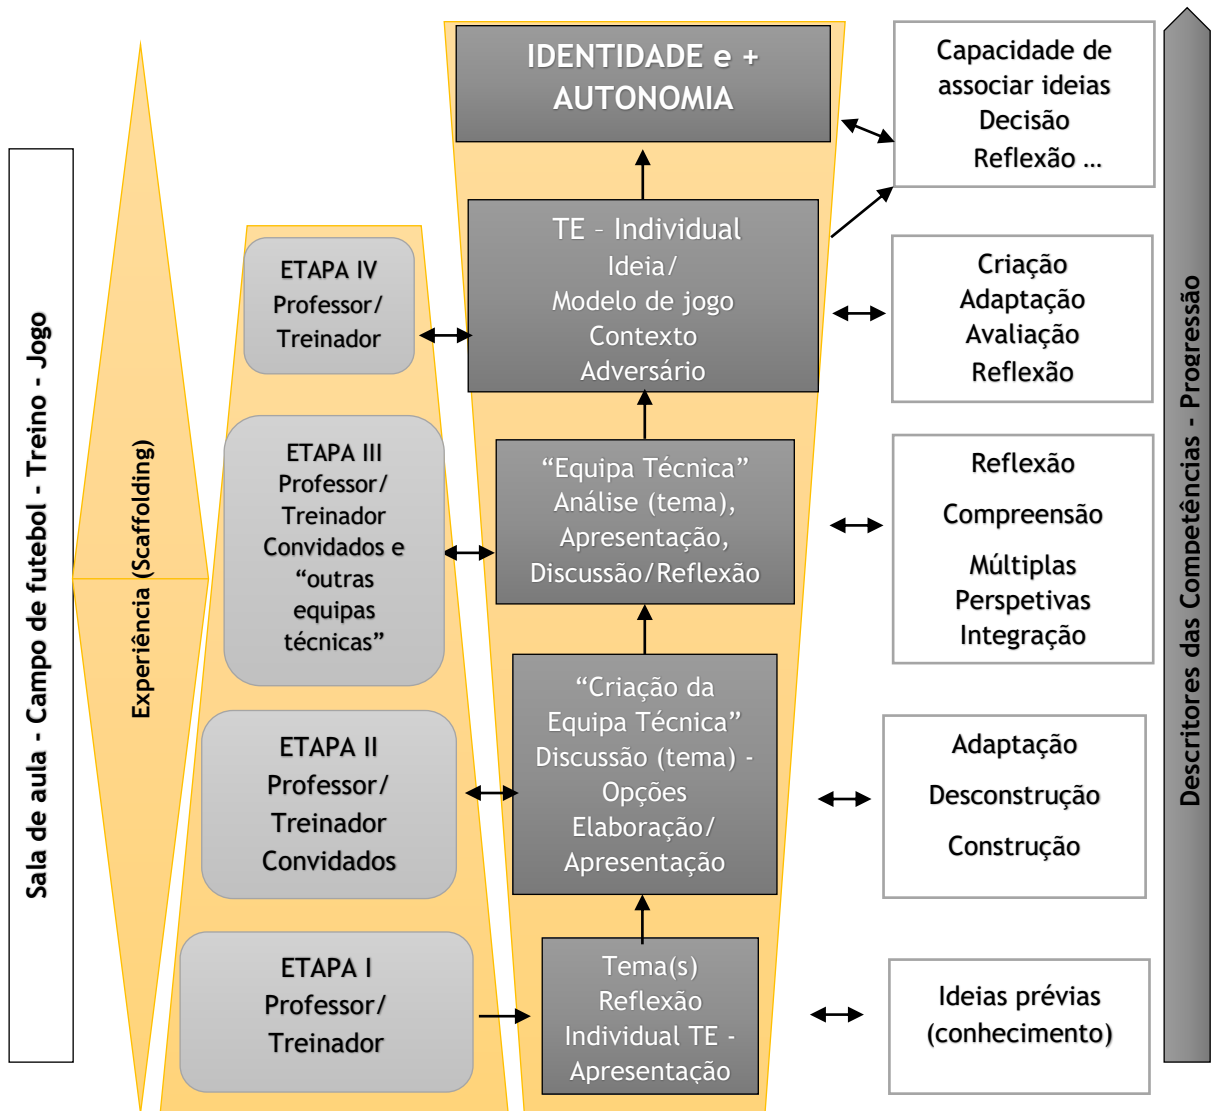 Sala de aula - Campo de futebol - Treino - Jogo
Experiência (Scaffolding)
ETAPA IV
Professor/
Treinador
ETAPA III
Professor/
Treinador
Convidados e
“outras
equipas
técnicas”
ETAPA II
Professor/
Treinador
Convidados
ETAPA I
Professor/
Treinador
IDENTIDADE e +
AUTONOMIA
TE – Individual
Ideia/
Modelo de jogo
Contexto
Adversário
“Equipa Técnica”
Análise (tema),
Apresentação,
Discussão/Reflexão
“Criação da
Equipa Técnica”
Discussão (tema) -
Opções
Elaboração/
Apresentação
Tema(s)
Reflexão
Individual TE -
Apresentação
Capacidade de
associar ideias
Decisão
Reflexão ...
Criação
Adaptação
Avaliação
Reflexão
Reflexão
Compreensão
Múltiplas
Perspetivas
Integração
Adaptação
Desconstrução
Construção
Ideias prévias
(conhecimento)
Descritores das Competências - Progressão